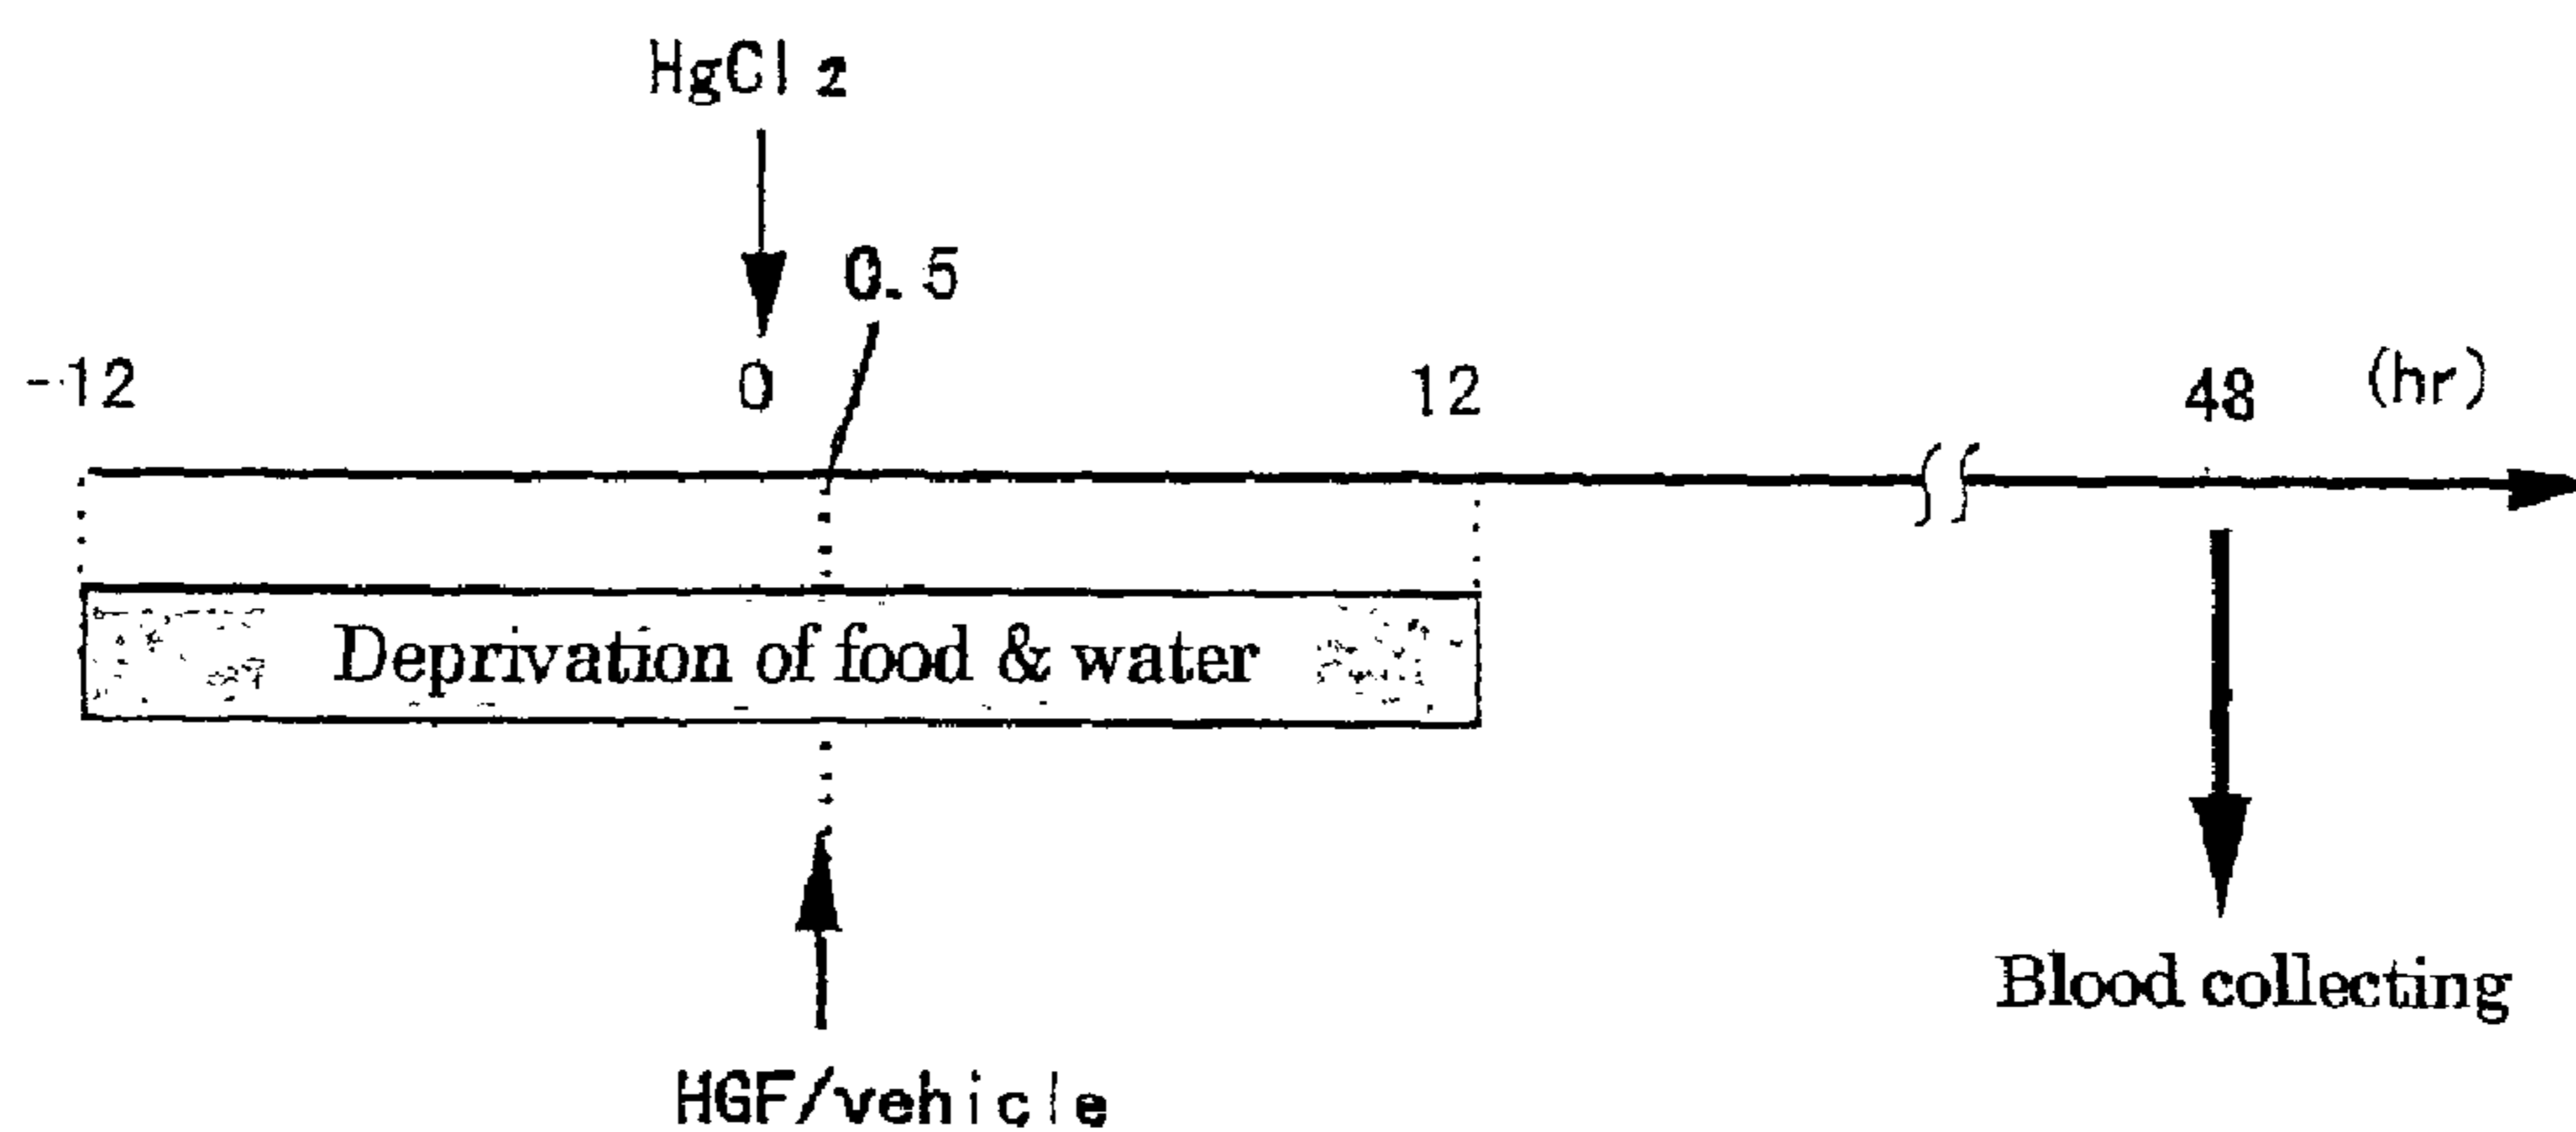 HgCl2
0.5
-12 0 12 48 (hr)
Deprivation of food & water
Blood collecting
HGF/vehicle